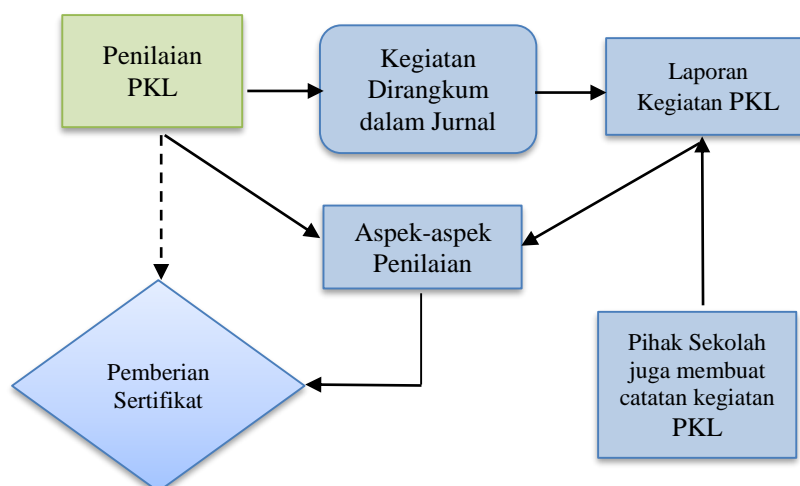 Penilaian
PKL
Kegiatan
Dirangkum
dalam Jurnal
Laporan
Kegiatan PKL
Aspek-aspek
Penilaian
Pemberian
Sertifikat
Pihak Sekolah
juga membuat
catatan kegiatan
PKL